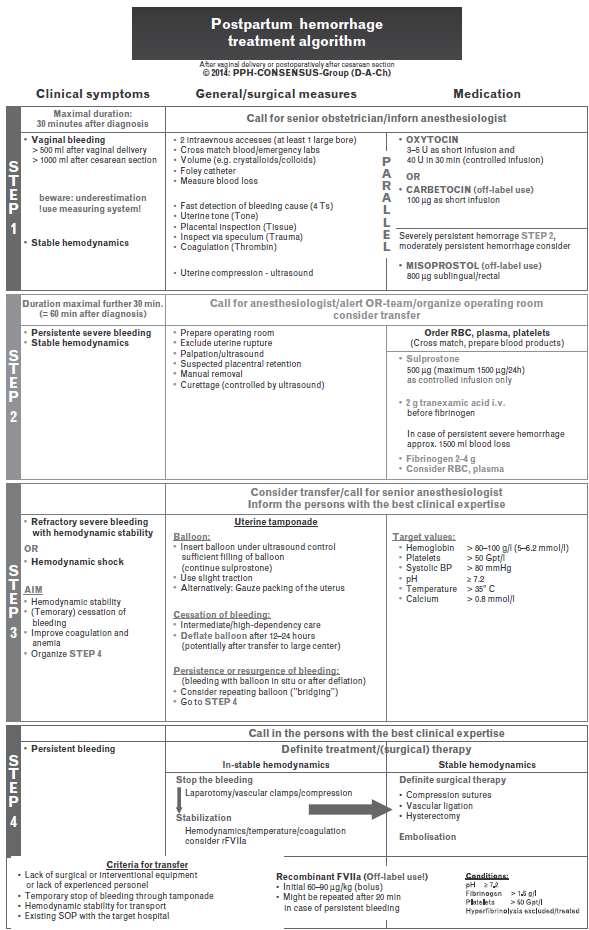 Postpartum hemorrhage
treatment algorithm
After vaginal delivery or postoperatively after cesarean section
© 2014: PPH-CONSENSUS-Group (D-A-Ch)
Clinical symptoms
General/surgical measures
Medication
STEP 1
Maximal duration:
30 minutes after diagnosis
Call for senior obstetrician/inforn anesthesiologist
• Vaginal bleeding
> 500 ml after vaginal delivery
> 1000 ml after cesarean section
beware: underestimation
!use measuring system!
• Stable hemodynamics
• 2 intraevnous accesses (at least 1 large bore)
• Cross match blood/emergency labs
• Volume (e.g. crystalloids/colloids)
• Foley catheter
• Measure blood loss
• Fast detection of bleeding cause (4 Ts)
• Uterine tone (Tone)
• Placental inspection (Tissue)
• Inspect via speculum (Trauma)
• Coagulation (Thrombin)
• Uterine compression - ultrasound
PARALLEL
• OXYTOCIN
3–5 U as short infusion and
40 U in 30 min (controlled infusion)
OR
• CARBETOCIN (off-label use)
100 µg as short infusion
Severely persistent hemorrage STEP 2,
moderately persistent hemorrhage consider
• MISOPROSTOL (off-label use)
800 µg sublingual/rectal
STEP 2
Duration maximal further 30 min.
(= 60 min after diagnosis)
Call for anesthesiologist/alert OR-team/organize operating room
consider transfer
• Persistente severe bleeding
• Stable hemodynamics
• Prepare operating room
• Exclude uterine rupture
• Palpation/ultrasound
• Suspected placentral retention
• Manual removal
• Curettage (controlled by ultrasound)
Order RBC, plasma, platelets
(Cross match, prepare blood products)
• Sulprostone
500 µg (maximum 1500 µg/24h)
as controlled infusion only
• 2 g tranexamic acid i.v.
before fibrinogen
In case of persistent severe hemorrhage
approx. 1500 ml blood loss
• Fibrinogen 2–4 g
• Consider RBC, plasma
STEP 3
Consider transfer/call for senior anesthesiologist
Inform the persons with the best clinical expertise
• Refractory severe bleeding
with hemodynamic stability
OR
• Hemodynamic shock
AIM
• Hemodynamic stability
• (Temorary) cessation of
bleeding
• Improve coagulation and
anemia
• Organize STEP 4
Uterine tamponade
Balloon:
• Insert balloon under ultrasound control
sufficient filling of balloon
(continue sulprostone)
• Use slight traction
• Alternatively: Gauze packing of the uterus
Cessation of bleeding:
• Intermediate/high-dependency care
• Deflate balloon after 12–24 hours
(potentially after transfer to large center)
Persistence or resurgence of bleeding:
(bleeding with balloon in situ or after deflation)
• Consider repeating balloon ("bridging")
• Go to STEP 4
Target values:
• Hemoglobin > 80–100 g/l (5–6.2 mmol/l)
• Platelets > 50 Gpt/l
• Systolic BP > 80 mmHg
• pH ≥ 7.2
• Temperature > 35° C
• Calcium > 0.8 mmol/l
STEP 4
Call in the persons with the best clinical expertise
• Persistent bleeding
Definite treatment/(surgical) therapy
In-stable hemodynamics
Stable hemodynamics
Stop the bleeding
Laparotomy/vascular clamps/compression
Stabilization
Hemodynamics/temperature/coagulation
consider rFVIIa
Definite surgical therapy
• Compression sutures
• Vascular ligation
• Hysterectomy
Embolisation
Criteria for transfer
• Lack of surgical or interventional equipment
or lack of experienced personel
• Temporary stop of bleeding through tamponade
• Hemodynamic stability for transport
• Existing SOP with the target hospital
Recombinant FVIIa (Off-label use!)
• Initial 60–90 µg/kg (bolus)
• Might be repeated after 20 min
in case of persistent bleeding
Conditions:
pH ≥ 7.2
Fibrinogen > 1.5 g/l
Platelets > 50 Gpt/l
Hyperfibrinolysis excluded/treated